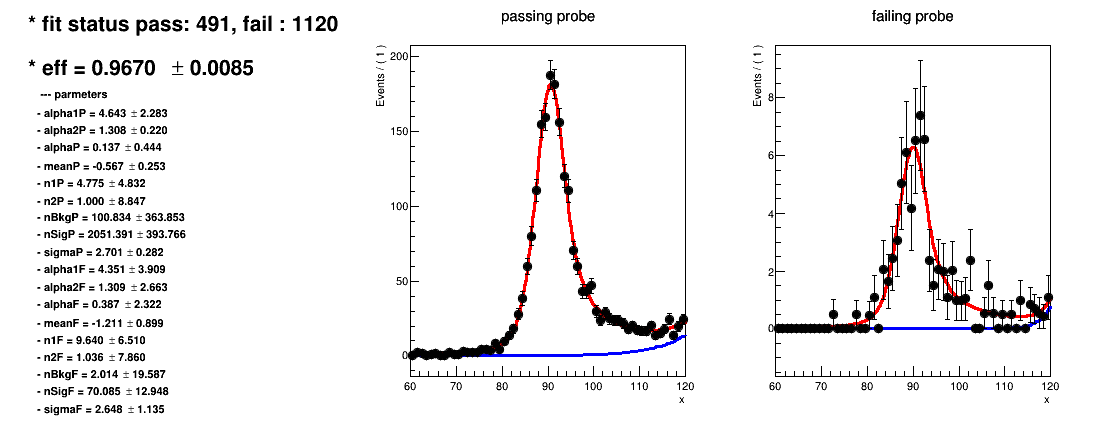 * fit status pass: 491, fail : 1120
* eff = 0.9670 ± 0.0085
--- parmeters
- alpha1P = 4.643 ± 2.283
- alpha2P = 1.308 ± 0.220
- alphaP = 0.137 ± 0.444
- meanP = -0.567 ± 0.253
- n1P = 4.775 ± 4.832
- n2P = 1.000 ± 8.847
- nBkgP = 100.834 ± 363.853
- nSigP = 2051.391 ± 393.766
- sigmaP = 2.701 ± 0.282
- alpha1F = 4.351 ± 3.909
- alpha2F = 1.309 ± 2.663
- alphaF = 0.387 ± 2.322
- meanF = -1.211 ± 0.899
- n1F = 9.640 ± 6.510
- n2F = 1.036 ± 7.860
- nBkgF = 2.014 ± 19.587
- nSigF = 70.085 ± 12.948
- sigmaF = 2.648 ± 1.135
passing probe
Events / ( 1 )
200
150
100
50
0
60 70 80 90 100 110 120
x
failing probe
Events / ( 1 )
8
6
4
2
0
60 70 80 90 100 110 120
x